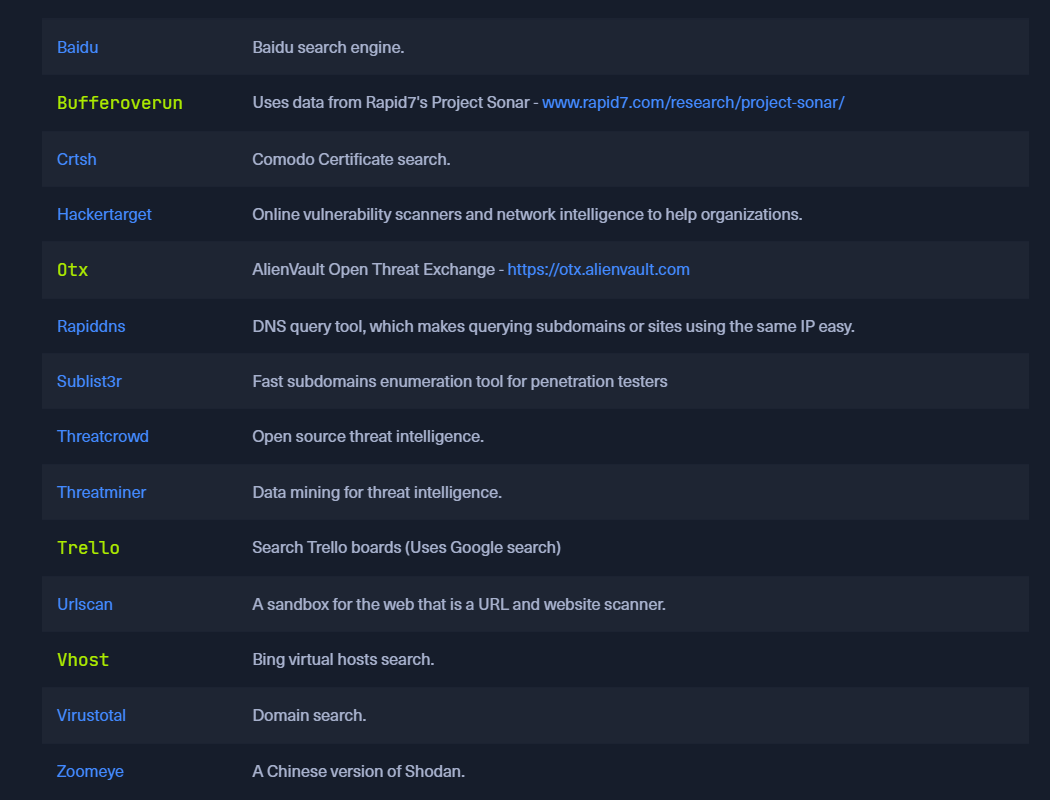 Baidu Baidu search engine.
Bufferoverun Uses data from Rapid7's Project Sonar - www.rapid7.com/research/project-sonar/
Crtsh Comodo Certificate search.
Hackertarget Online vulnerability scanners and network intelligence to help organizations.
Otx AlienVault Open Threat Exchange - https://otx.alienvault.com
Rapiddns DNS query tool, which makes querying subdomains or sites using the same IP easy.
Sublist3r Fast subdomains enumeration tool for penetration testers
Threatcrowd Open source threat intelligence.
Threatminer Data mining for threat intelligence.
Trello Search Trello boards (Uses Google search)
Urlscan A sandbox for the web that is a URL and website scanner.
Vhost Bing virtual hosts search.
Virustotal Domain search.
Zoomeye A Chinese version of Shodan.